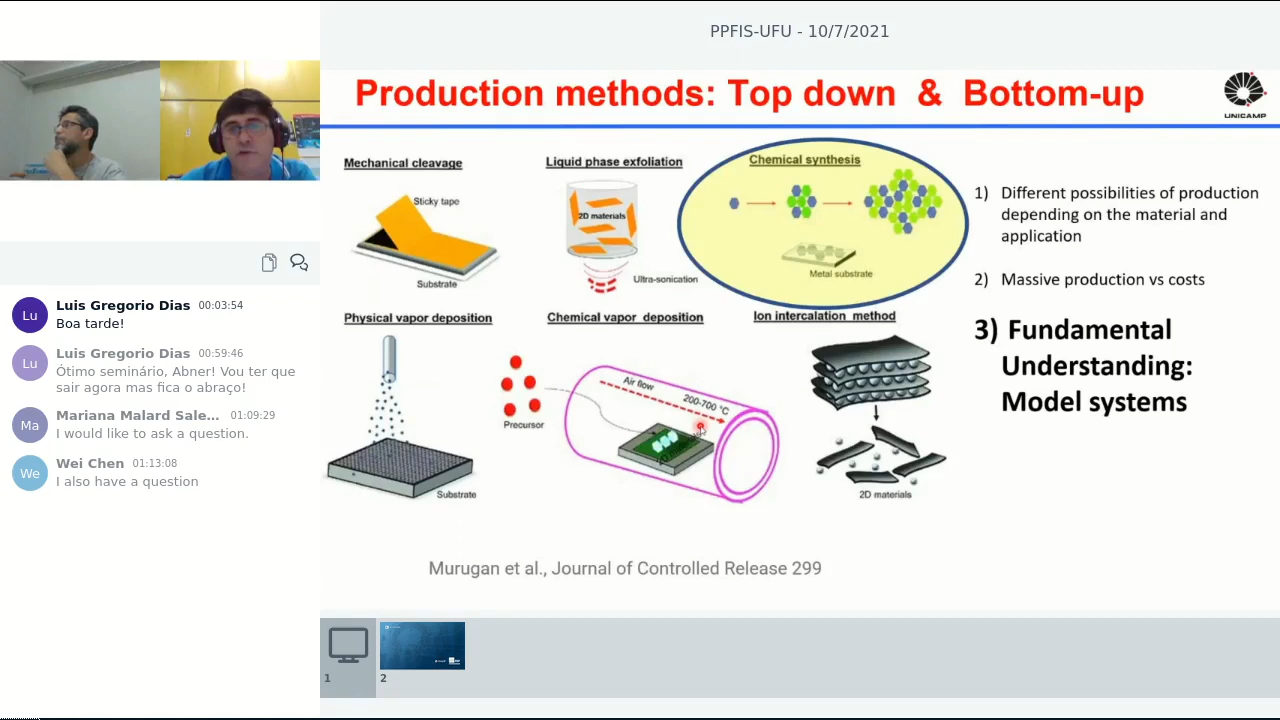 PPFIS-UFU - 10/7/2021
Production methods: Top down & Bottom-up
UNICAMP
Mechanical cleavage
Sticky tape
Substrate
Liquid phase exfoliation
2D materials
Ultra-sonication
Chemical synthesis
Metal substrate
Physical vapor deposition
Substrate
Chemical vapor deposition
Precursor
Air flow
200-700 °C
Ion intercalation method
2D materials
1) Different possibilities of production
depending on the material and
application
2) Massive production vs costs
3) Fundamental
Understanding:
Model systems
Murugan et al., Journal of Controlled Release 299
Lu
Luis Gregorio Dias 00:03:54
Boa tarde!
Lu
Luis Gregorio Dias 00:59:46
Ótimo seminário, Abner! Vou ter que
sair agora mas fica o abraço!
Ma
Mariana Malard Sale... 01:09:29
I would like to ask a question.
We
Wei Chen 01:13:08
I also have a question
1
2